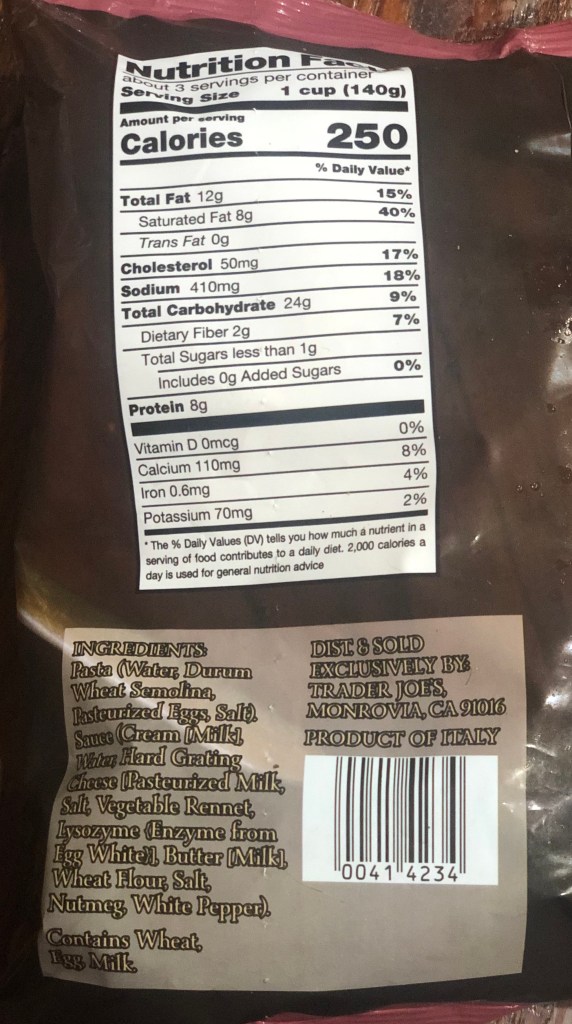 Nutrition Fac
about 3 servings per container
Serving Size 1 cup (140g)
Amount per serving
Calories 250
% Daily Value*
Total Fat 12g 15%
Saturated Fat 8g 40%
Trans Fat 0g
Cholesterol 50mg 17%
Sodium 410mg 18%
Total Carbohydrate 24g 9%
Dietary Fiber 2g 7%
Total Sugars less than 1g
Includes 0g Added Sugars 0%
Protein 8g
Vitamin D 0mcg 0%
Calcium 110mg 8%
Iron 0.6mg 4%
Potassium 70mg 2%
* The % Daily Values (DV) tells you how much a nutrient in a
serving of food contributes to a daily diet. 2,000 calories a
day is used for general nutrition advice
INGREDIENTS:
Pasta (Water, Durum
Wheat Semolina,
Pasteurized Eggs, Salt).
Sauce (Cream [Milk],
Water, Hard Grating
Cheese [Pasteurized Milk,
Salt, Vegetable Rennet,
Lysozyme (Enzyme from
Egg White)], Butter [Milk],
Wheat Flour, Salt,
Nutmeg, White Pepper).
Contains Wheat,
Egg, Milk.
DIST. & SOLD
EXCLUSIVELY BY:
TRADER JOE'S,
MONROVIA, CA 91016
PRODUCT OF ITALY
0041 4234